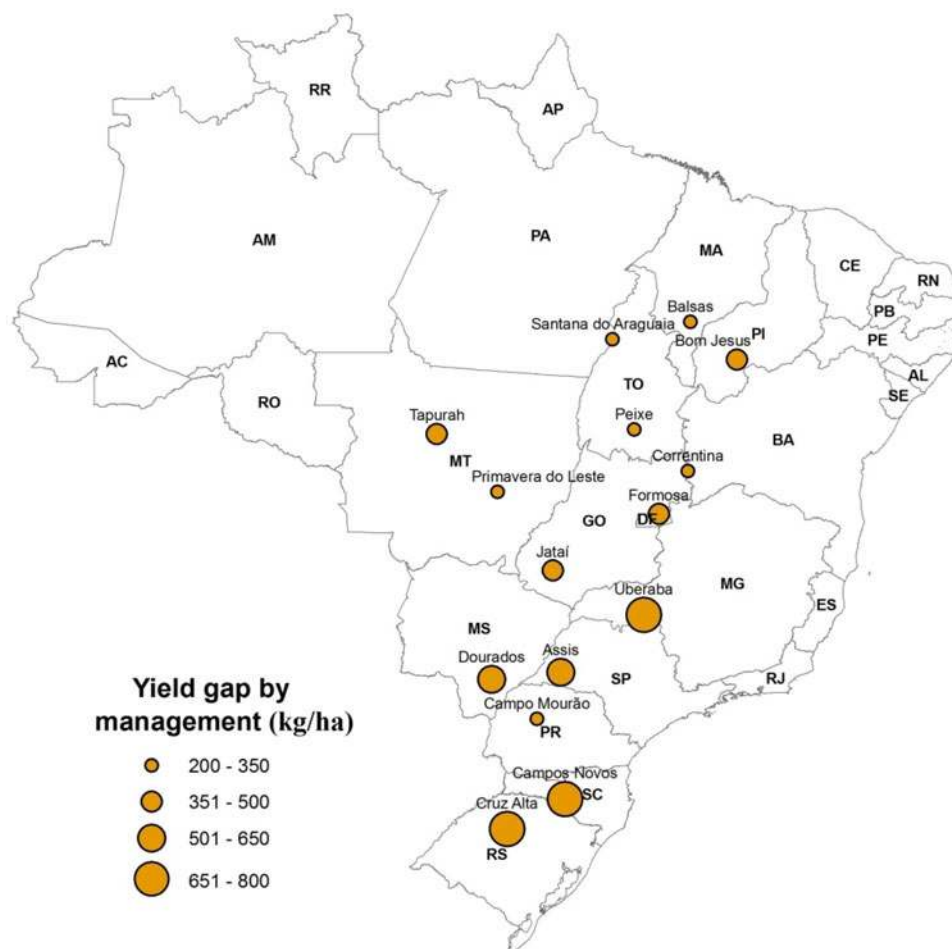 RR
AP
AM
PA
MA
CE
RN
PB
PE
AL
SE
PI
Balsas
Santana do Araguaia
Bom Jesus
AC
RO
TO
Peixe
Tapurah
MT
BA
Correntina
Primavera do Leste
Formosa
DF
GO
Jataí
MG
Uberaba
ES
MS
Dourados
Assis
SP
RJ
Campo Mourão
PR
Campos Novos
SC
Cruz Alta
RS
Yield gap by
management (kg/ha)
200 - 350
351 - 500
501 - 650
651 - 800